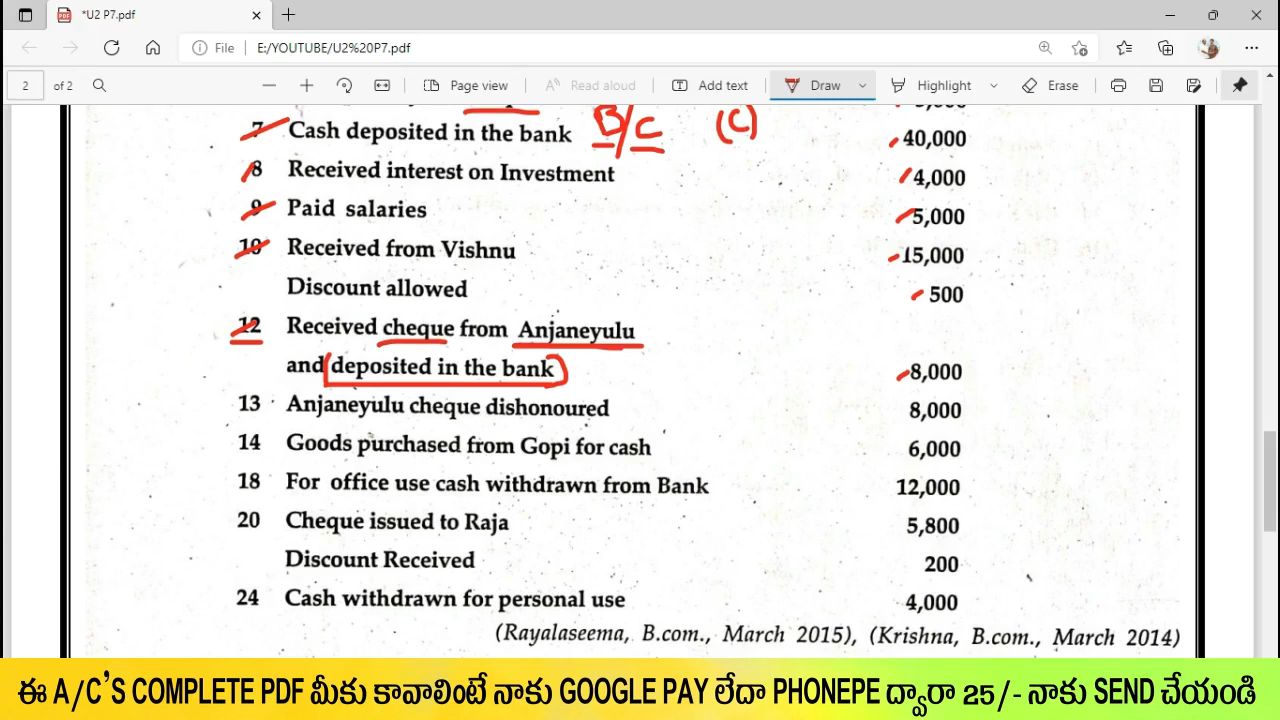 *U2 P7.pdf
File E:/YOUTUBE/U2%20P7.pdf
2 of 2 Page view Read aloud Add text Draw Highlight Erase
7 Cash deposited in the bank B/C (C) 40,000
8 Received interest on Investment 4,000
9 Paid salaries 5,000
10 Received from Vishnu 15,000
Discount allowed 500
12 Received cheque from Anjaneyulu
and deposited in the bank 8,000
13 Anjaneyulu cheque dishonoured 8,000
14 Goods purchased from Gopi for cash 6,000
18 For office use cash withdrawn from Bank 12,000
20 Cheque issued to Raja 5,800
Discount Received 200
24 Cash withdrawn for personal use 4,000
(Rayalaseema, B.com., March 2015), (Krishna, B.com., March 2014)
ఈ A/C'S COMPLETE PDF మీకు కావాలింటే నాకు GOOGLE PAY లేదా PHONEPE ద్వారా 25/- నాకు SEND చేయండి